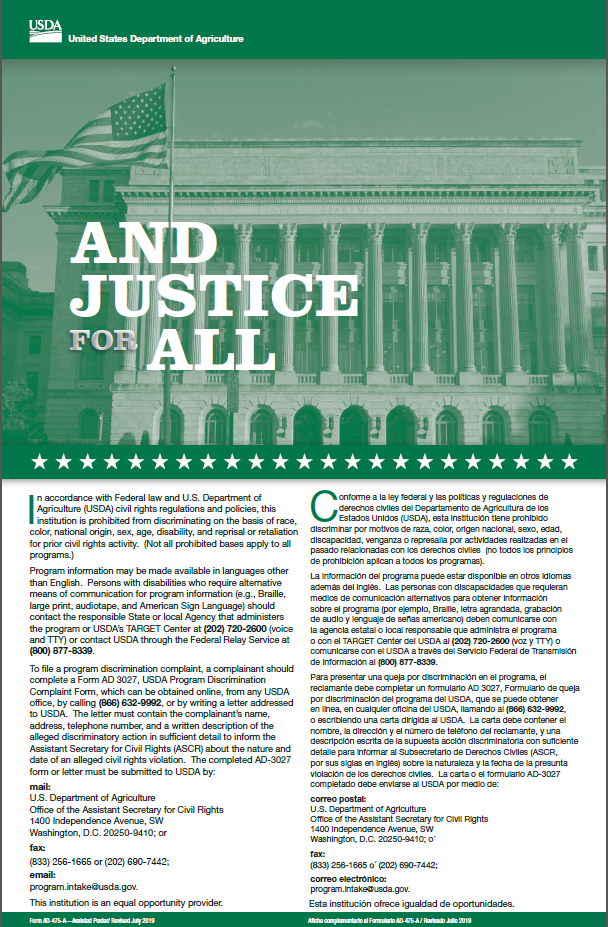 USDA
United States Department of Agriculture
AND
JUSTICE
FOR ALL
In accordance with Federal law and U.S. Department of
Agriculture (USDA) civil rights regulations and policies, this
institution is prohibited from discriminating on the basis of race,
color, national origin, sex, age, disability, and reprisal or retaliation
for prior civil rights activity. (Not all prohibited bases apply to all
programs.)
Program information may be made available in languages other
than English. Persons with disabilities who require alternative
means of communication for program information (e.g., Braille,
large print, audiotape, and American Sign Language) should
contact the responsible State or local Agency that administers
the program or USDA's TARGET Center at (202) 720-2600 (voice
and TTY) or contact USDA through the Federal Relay Service at
(800) 877-8339.
To file a program discrimination complaint, a complainant should
complete a Form AD 3027, USDA Program Discrimination
Complaint Form, which can be obtained online, from any USDA
office, by calling (866) 632-9992, or by writing a letter addressed
to USDA. The letter must contain the complainant's name,
address, telephone number, and a written description of the
alleged discriminatory action in sufficient detail to inform the
Assistant Secretary for Civil Rights (ASCR) about the nature and
date of an alleged civil rights violation. The completed AD-3027
form or letter must be submitted to USDA by:
mail:
U.S. Department of Agriculture
Office of the Assistant Secretary for Civil Rights
1400 Independence Avenue, SW
Washington, D.C. 20250-9410; or
fax:
(833) 256-1665 or (202) 690-7442;
email:
program.intake@usda.gov.
This institution is an equal opportunity provider.
Conforme a la ley federal y las políticas y regulaciones de
derechos civiles del Departamento de Agricultura de los
Estados Unidos (USDA), esta institución tiene prohibido
discriminar por motivos de raza, color, origen nacional, sexo, edad,
discapacidad, venganza o represalia por actividades realizadas en el
pasado relacionadas con los derechos civiles (no todos los principios
de prohibición aplican a todos los programas).
La información del programa puede estar disponible en otros idiomas
además del inglés. Las personas con discapacidades que requieran
medios de comunicación alternativos para obtener información
sobre el programa (por ejemplo, Braille, letra agrandada, grabación
de audio y lenguaje de señas americano) deben comunicarse con
la agencia estatal o local responsable que administra el programa
o con el TARGET Center del USDA al (202) 720-2600 (voz y TTY) o
comunicarse con el USDA a través del Servicio Federal de Transmisión
de Información al (800) 877-8339.
Para presentar una queja por discriminación en el programa, el
reclamante debe completar un formulario AD 3027, Formulario de queja
por discriminación del programa del USDA, que se puede obtener
en línea, en cualquier oficina del USDA, llamando al (866) 632-9992,
o escribiendo una carta dirigida al USDA. La carta debe contener el
nombre, la dirección y el número de teléfono del reclamante, y una
descripción escrita de la supuesta acción discriminatoria con suficiente
detalle para informar al Subsecretario de Derechos Civiles (ASCR,
por sus siglas en inglés) sobre la naturaleza y la fecha de la presunta
violación de los derechos civiles. La carta o el formulario AD-3027
completado debe enviarse al USDA por medio de:
correo postal:
U.S. Department of Agriculture
Office of the Assistant Secretary for Civil Rights
1400 Independence Avenue, SW
Washington, D.C. 20250-9410; o´
fax:
(833) 256-1665 o´ (202) 690-7442;
correo electrónico:
program.intake@usda.gov.
Esta institución ofrece igualdad de oportunidades.
Form AD-475-A—Assisted Poster/ Revised July 2019
Afiche complementario al Formulario AD-475-A / Revisado Julio 2019